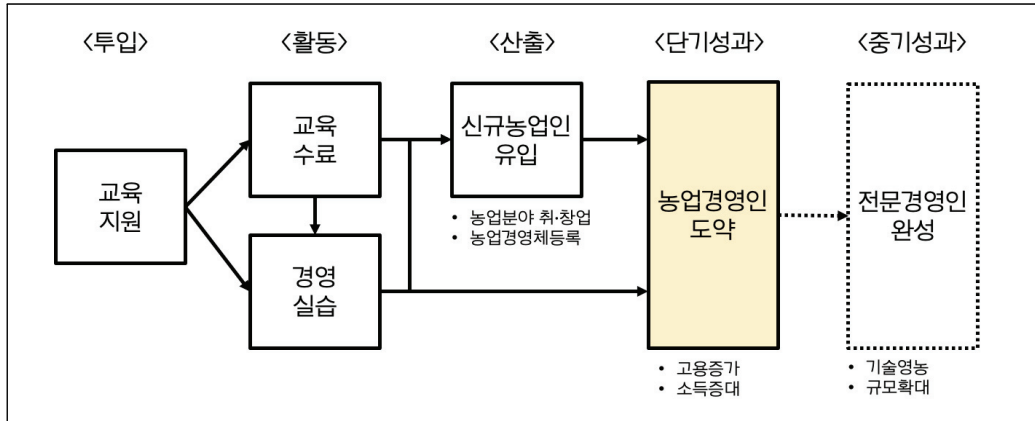 <투입>
<활동>
<산출>
<단기성과>
<중기성과>
교육
지원
교육
수료
경영
실습
신규농업인
유입
• 농업분야 취·창업
• 농업경영체등록
농업경영인
도약
• 고용증가
• 소득증대
전문경영인
완성
• 기술영농
• 규모확대